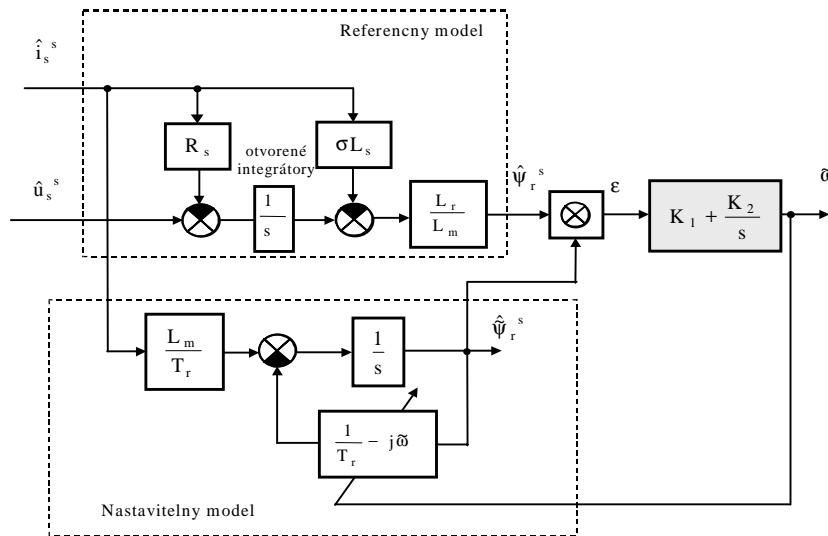 Referencny model
î_s^s
R_s
otvorené
integrátory
σL_s
û_s^s
1/s
L_r/L_m
ψ̂_r^s
ε
K_1 + K_2/s
ω̃
L_m/T_r
1/s
ψ̃̂_r^s
1/T_r − jω̃
Nastavitelny model